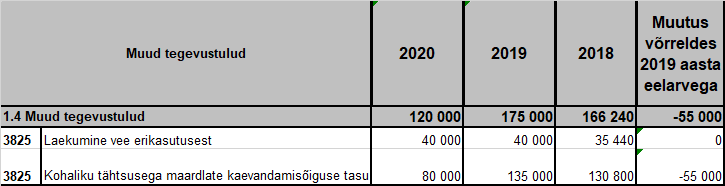 Muud tegevustulud 2020 2019 2018 Muutus
võrreldes
2019 aasta
eelarvega
1.4 Muud tegevustulud 120 000 175 000 166 240 -55 000
3825 Laekumine vee erikasutusest 40 000 40 000 35 440 0
3825 Kohaliku tähtsusega maardlate kaevandamisõiguse tasu 80 000 135 000 130 800 -55 000